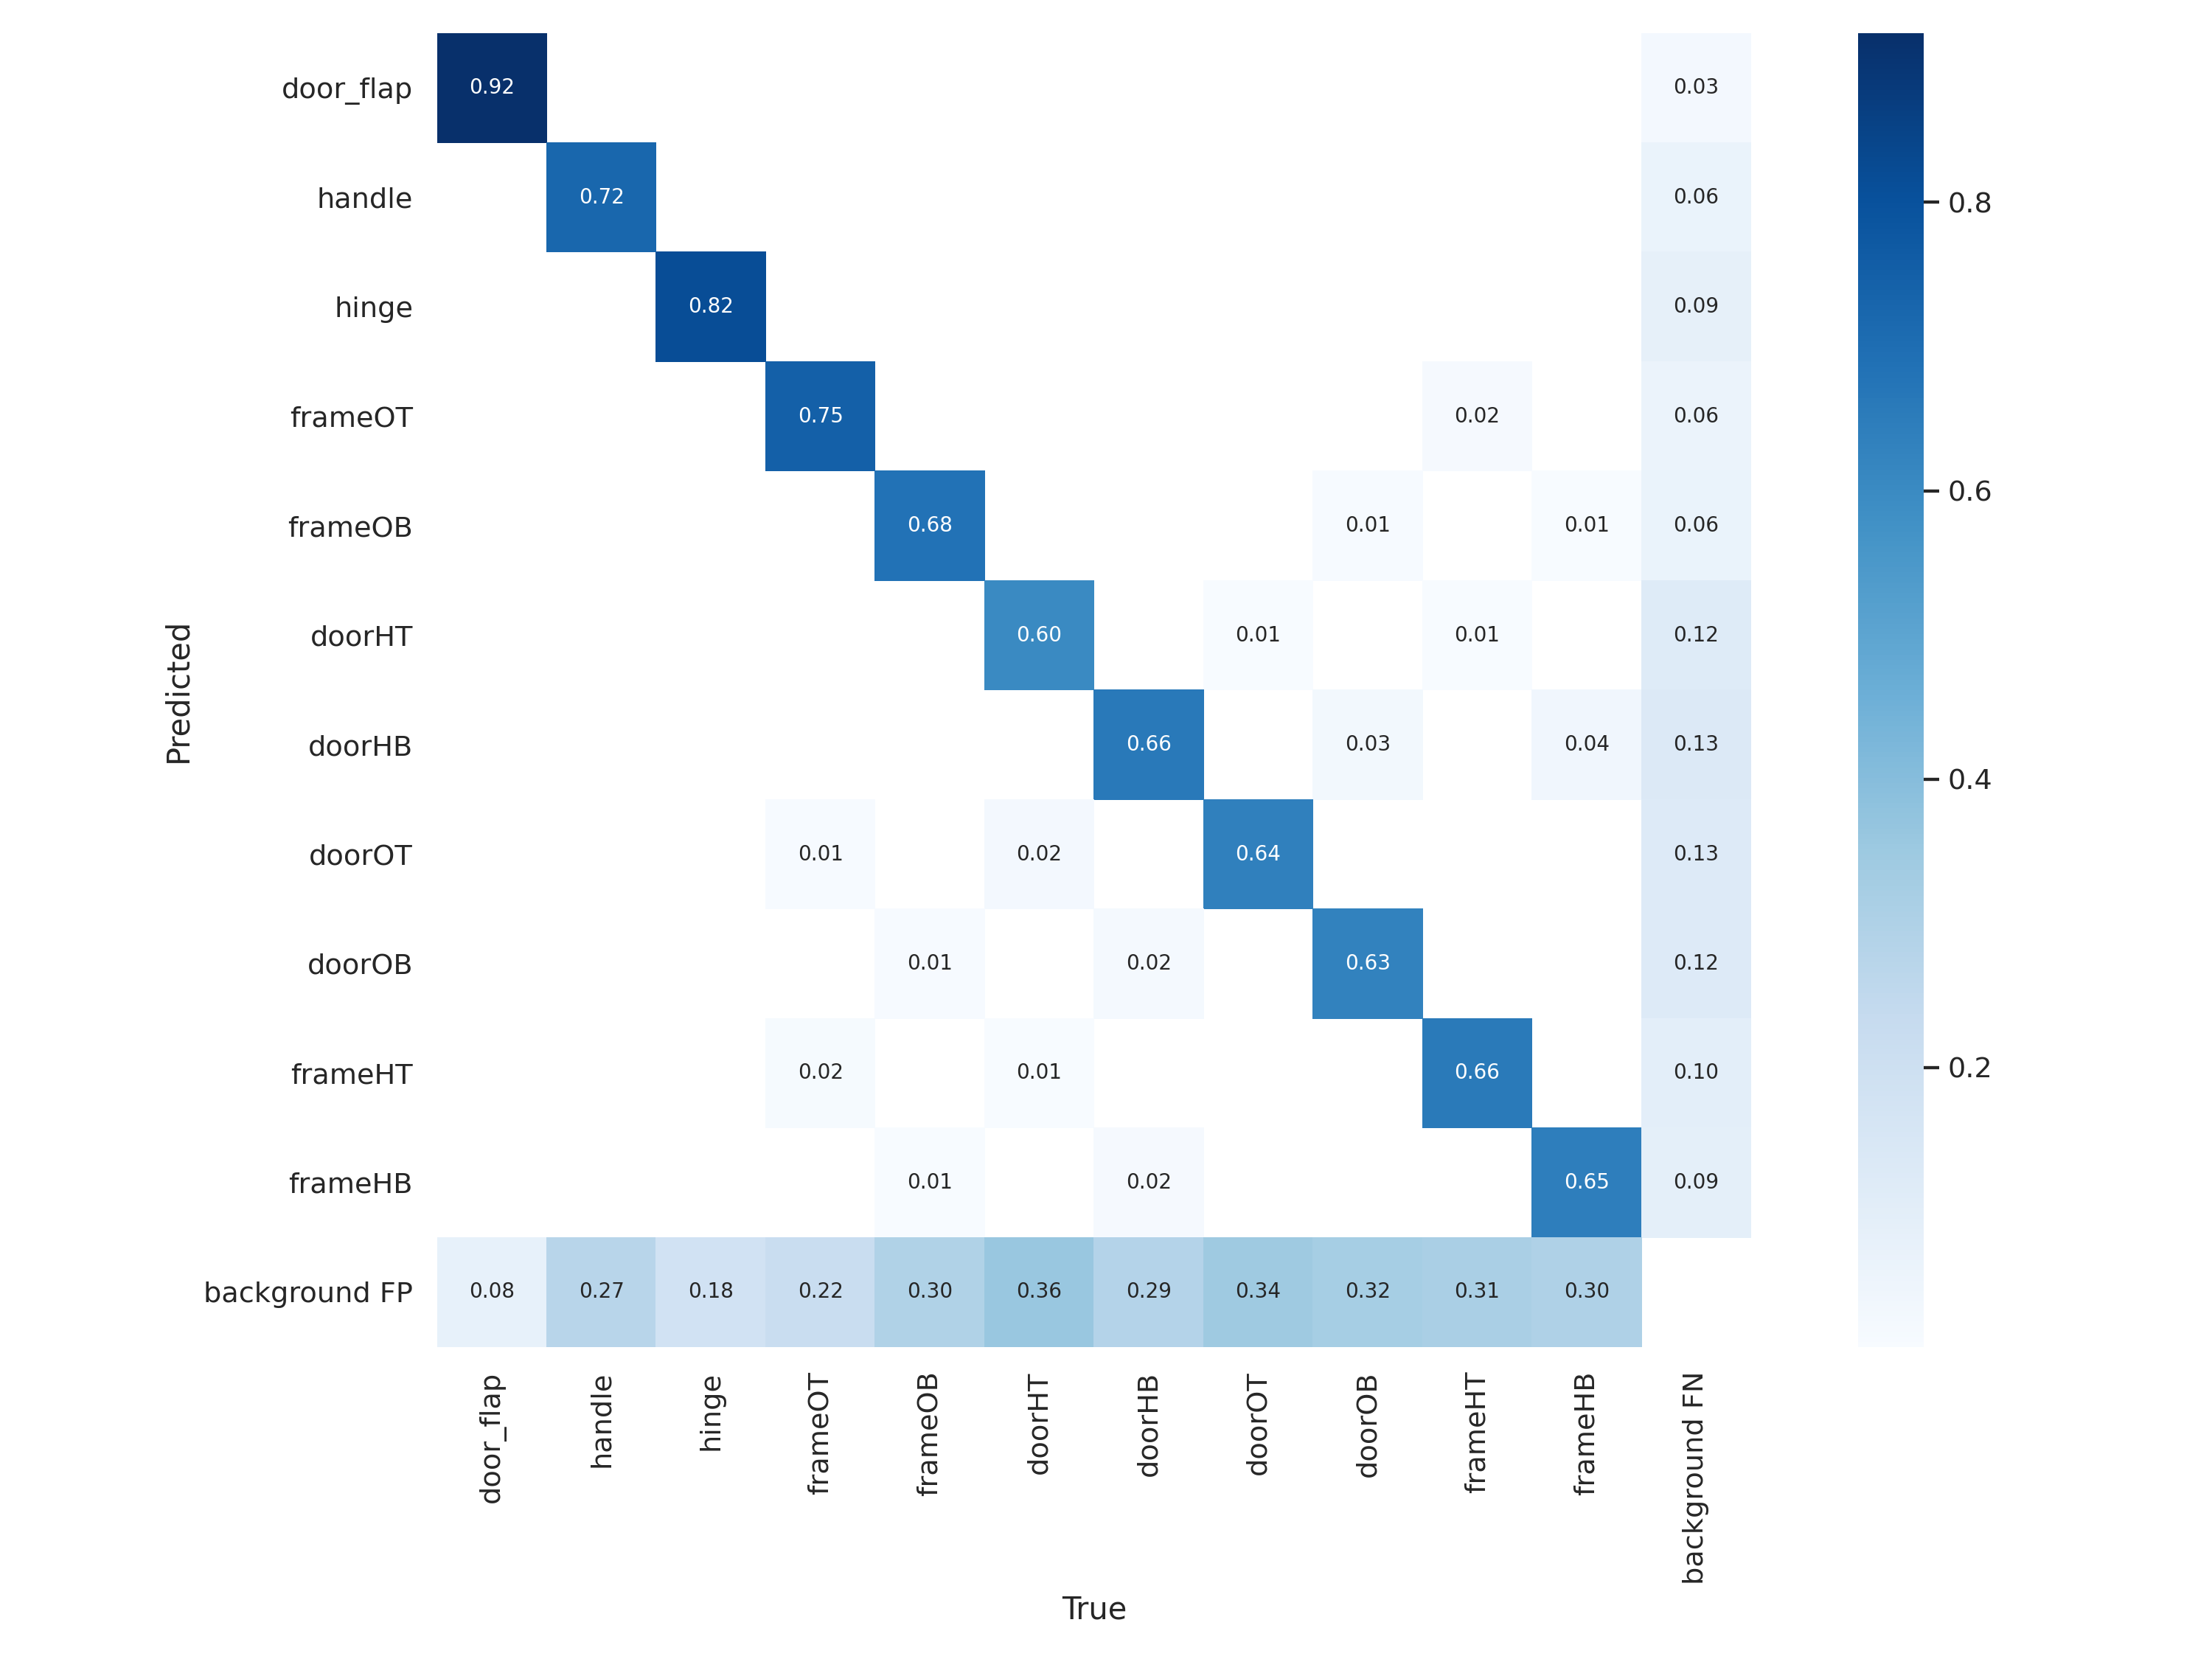 door_flap 0.92 0.03
handle 0.72 0.06
0.8
hinge 0.82 0.09
frameOT 0.75 0.02 0.06
0.6
frameOB 0.68 0.01 0.01 0.06
doorHT 0.60 0.01 0.01 0.12
Predicted
doorHB 0.66 0.03 0.04 0.13
0.4
doorOT 0.01 0.02 0.64 0.13
doorOB 0.01 0.02 0.63 0.12
frameHT 0.02 0.01 0.66 0.10
0.2
frameHB 0.01 0.02 0.65 0.09
background FP 0.08 0.27 0.18 0.22 0.30 0.36 0.29 0.34 0.32 0.31 0.30
door_flap
handle
hinge
frameOT
frameOB
doorHT
doorHB
doorOT
doorOB
frameHT
frameHB
background FN
True